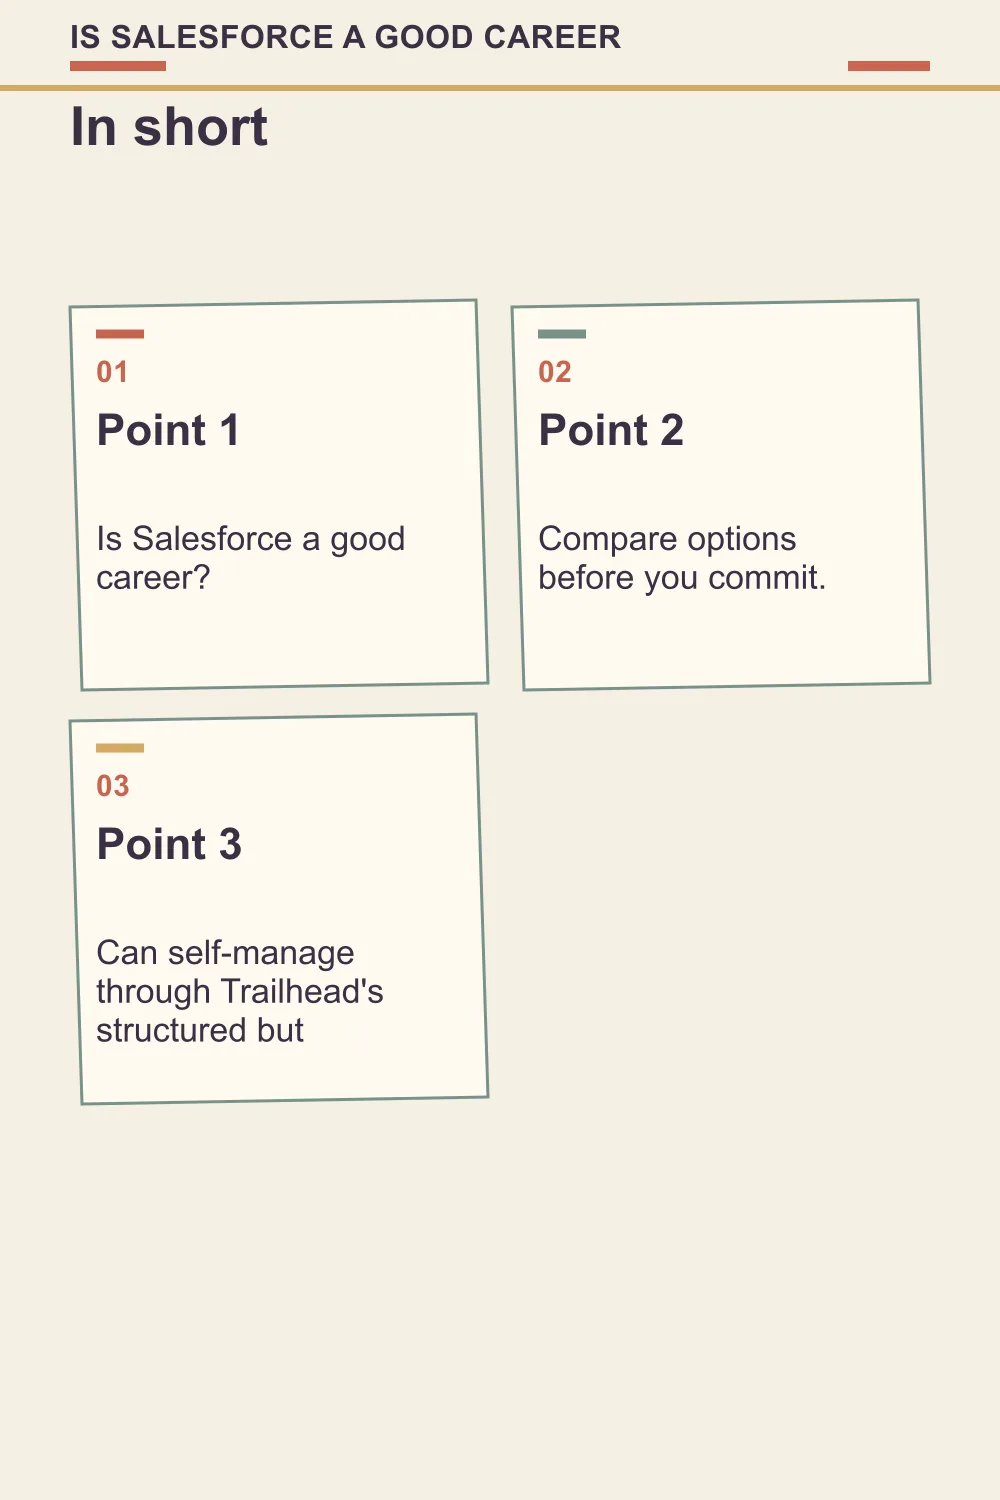 IS SALESFORCE A GOOD CAREER
In short
01
Point 1
Is Salesforce a good
career?
02
Point 2
Compare options
before you commit.
03
Point 3
Can self-manage
through Trailhead's
structured but